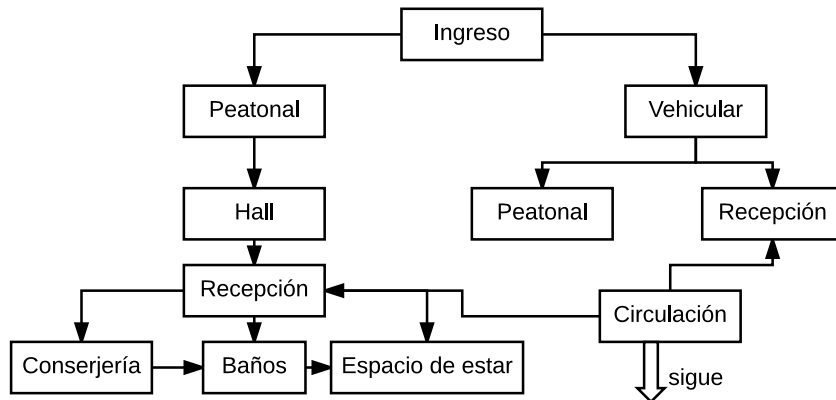 Ingreso
Peatonal
Vehicular
Hall
Peatonal
Recepción
Recepción
Circulación
Conserjería
Baños
Espacio de estar
sigue